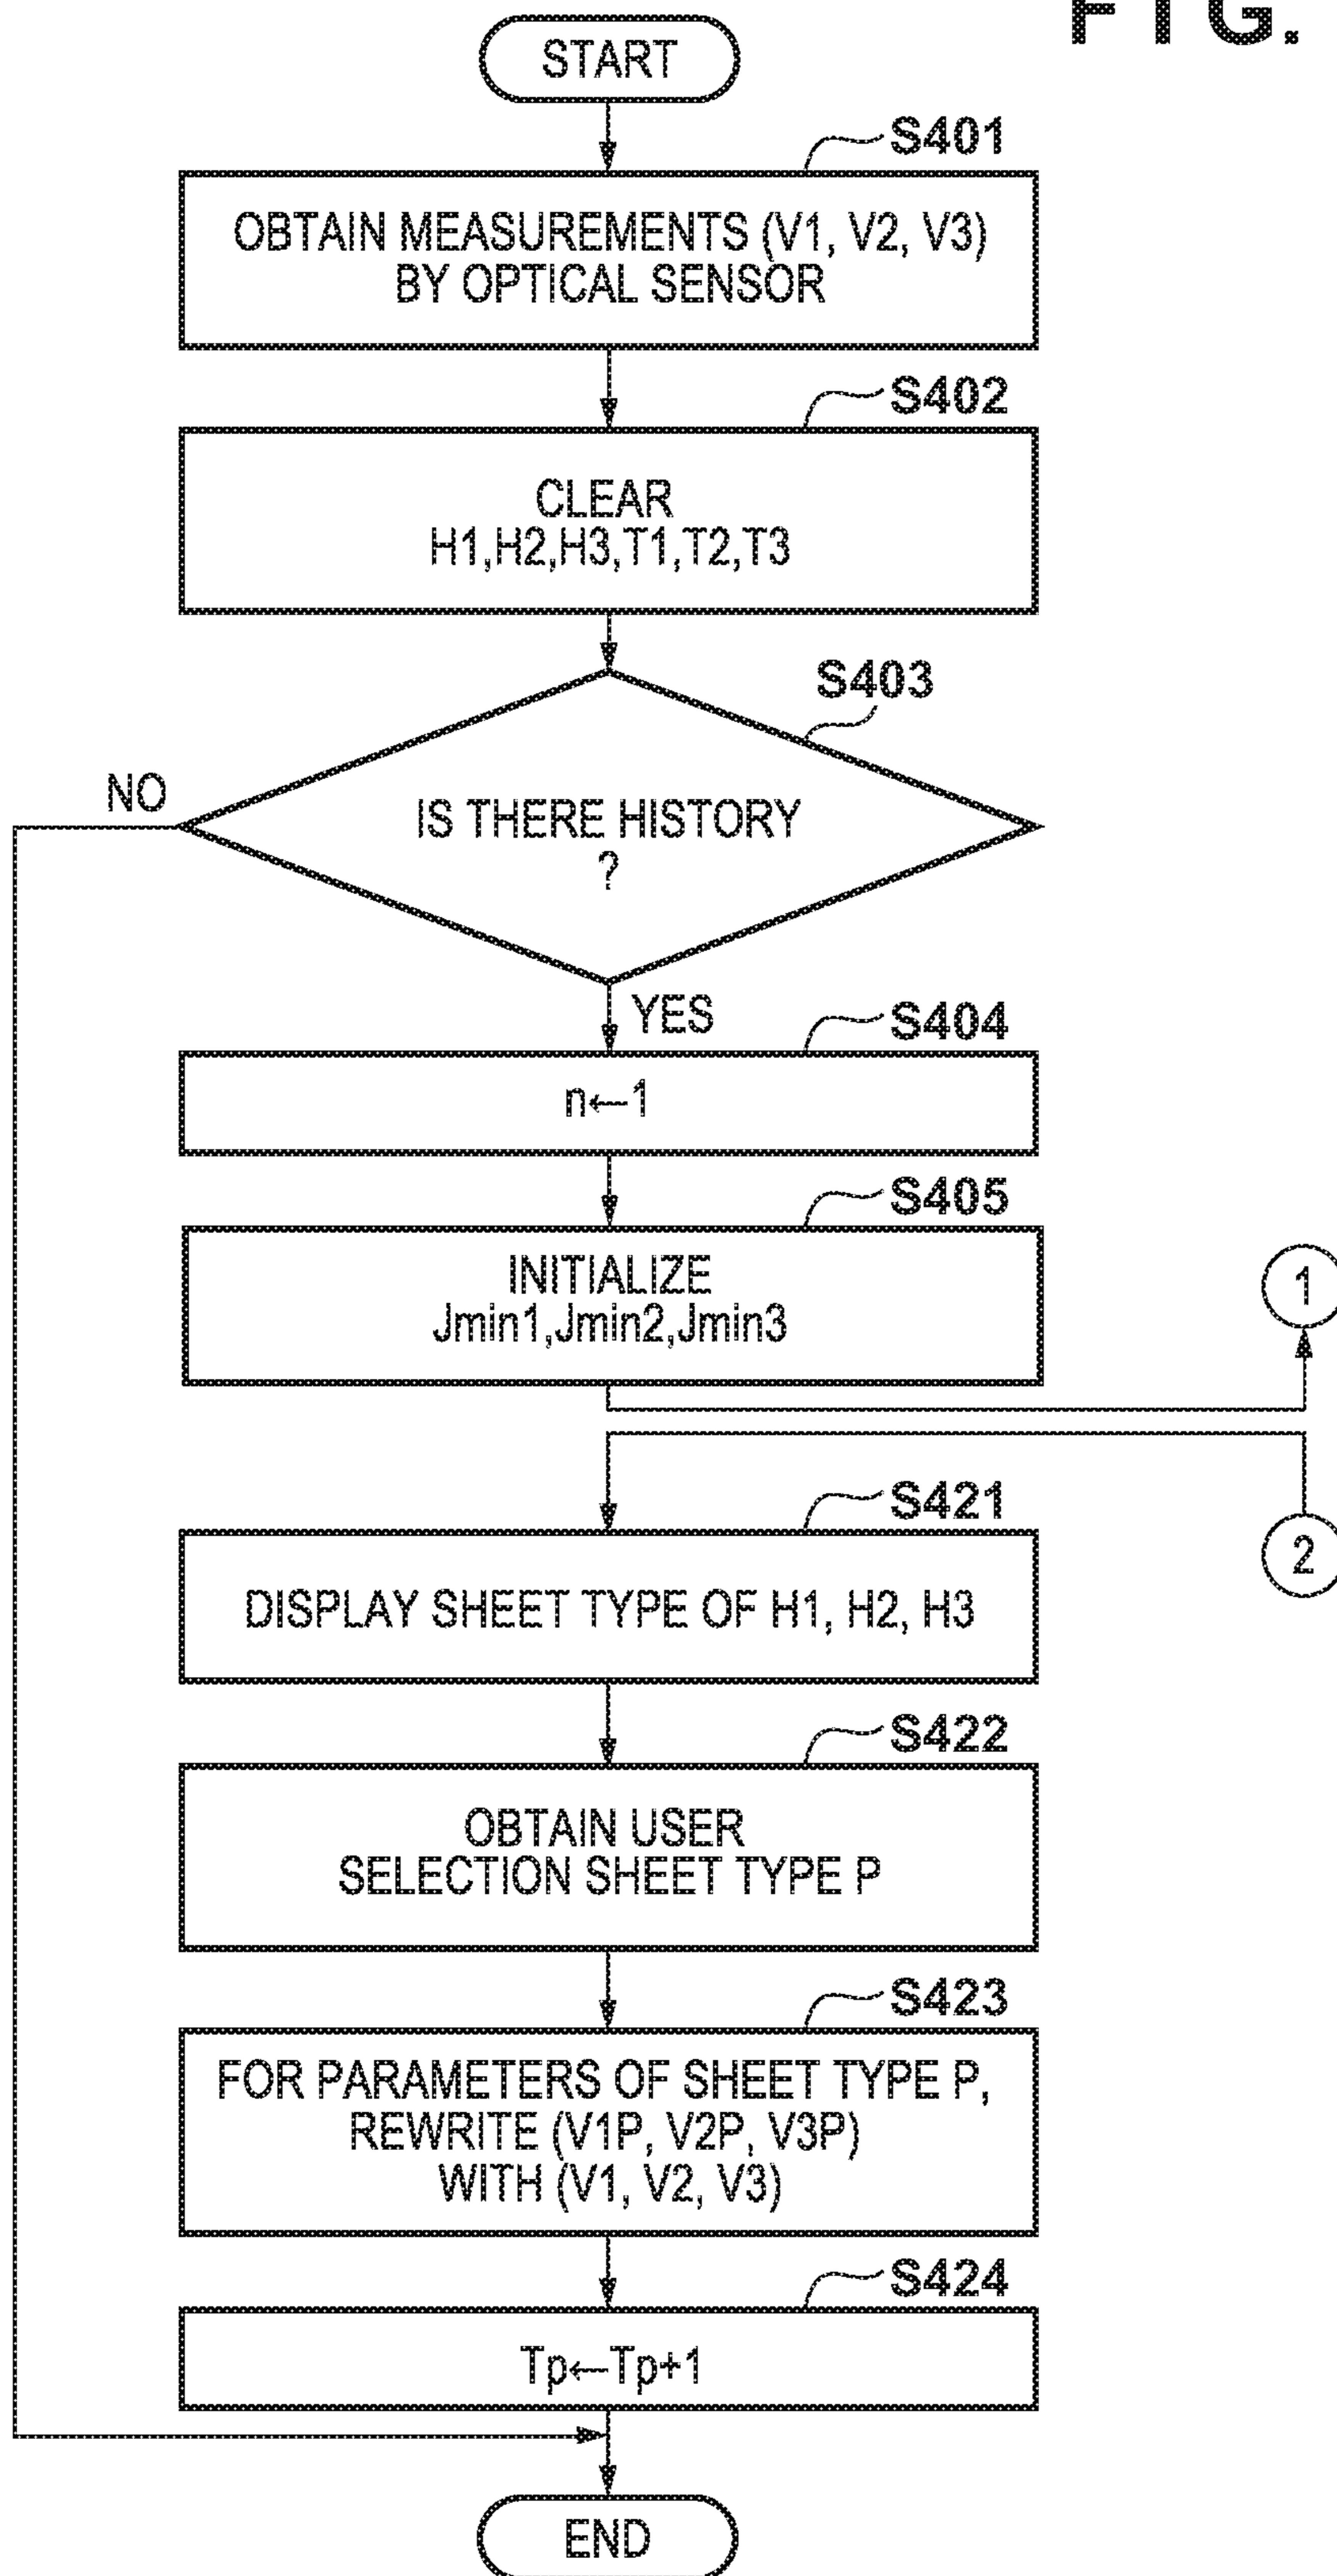 FIG.
START
S401
OBTAIN MEASUREMENTS (V1, V2, V3)
BY OPTICAL SENSOR
S402
CLEAR
H1,H2,H3,T1,T2,T3
S403
NO
IS THERE HISTORY
?
YES
S404
n←1
S405
INITIALIZE
Jmin1,Jmin2,Jmin3
1
S421
2
DISPLAY SHEET TYPE OF H1, H2, H3
S422
OBTAIN USER
SELECTION SHEET TYPE P
S423
FOR PARAMETERS OF SHEET TYPE P,
REWRITE (V1P, V2P, V3P)
WITH (V1, V2, V3)
S424
Tp←Tp+1
END